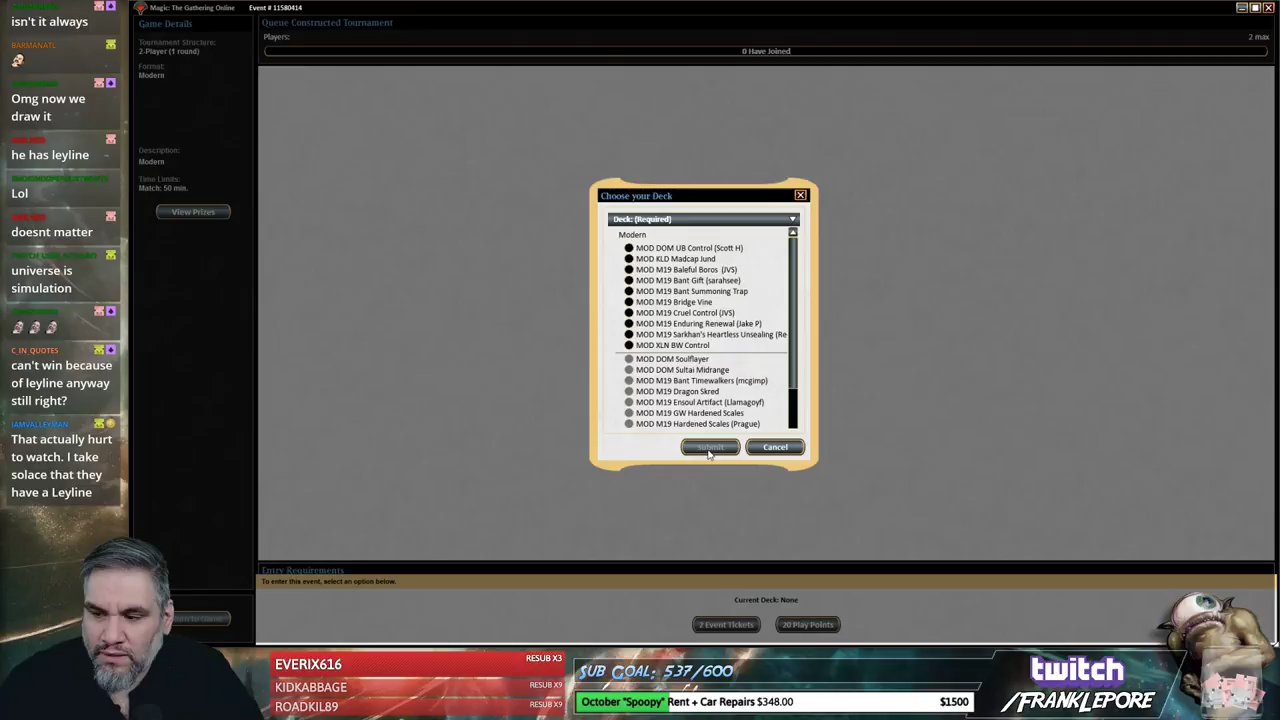 isn't it always
BARMANATL
Omg now we
draw it
he has leyline
Lol
doesnt matter
universe is
simulation
C_IN_QUOTES
can't win because
of leyline anyway
still right?
IAMVALLEYMAN
That actually hurt
to watch. I take
solace that they
have a Leyline
Magic: The Gathering Online
Event # 11580414
Game Details
Tournament Structure:
2-Player (1 round)
Format:
Modern
Description:
Modern
Time Limits:
Match: 50 min.
View Prizes
Queue Constructed Tournament
Players:
2 max
0 Have Joined
Choose your Deck
Deck: (Required)
Modern
MOD DOM UB Control (Scott H)
MOD KLD Madcap Jund
MOD M19 Baleful Boros (JVS)
MOD M19 Bant Gift (sarahsee)
MOD M19 Bant Summoning Trap
MOD M19 Bridge Vine
MOD M19 Cruel Control (JVS)
MOD M19 Enduring Renewal (Jake P)
MOD M19 Sarkhan's Heartless Unsealing (Re
MOD XLN BW Control
MOD DOM Soulflayer
MOD DOM Sultai Midrange
MOD M19 Bant Timewalkers (mcgimp)
MOD M19 Dragon Skred
MOD M19 Ensoul Artifact (Llamagoyf)
MOD M19 GW Hardened Scales
MOD M19 Hardened Scales (Prague)
Submit
Cancel
Entry Requirements
To enter this event, select an option below.
Current Deck: None
2 Event Tickets
20 Play Points
to Game
EVERIX616 RESUB X3
KIDKABBAGE RESUB X9
ROADKIL89 RESUB X9
SUB GOAL: 537/600
October "Spoopy" Rent + Car Repairs $348.00 $1500
twitch
/FRANKLEPORE